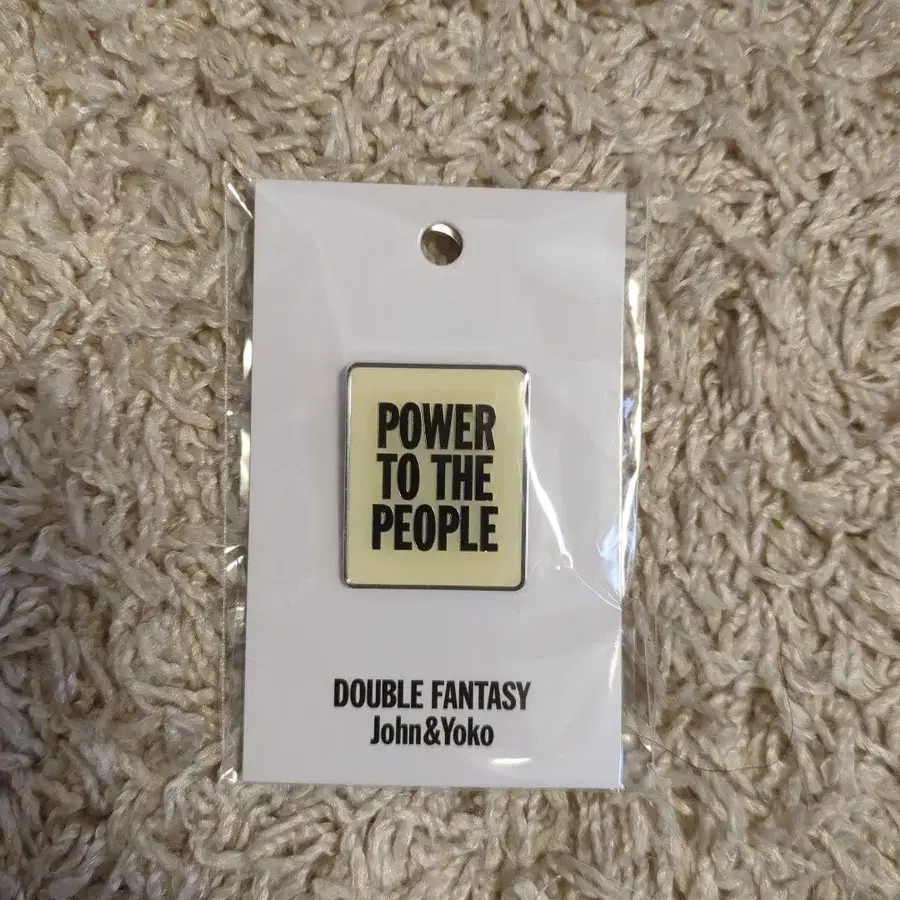 POWER
TO THE
PEOPLE
DOUBLE FANTASY
John&Yoko